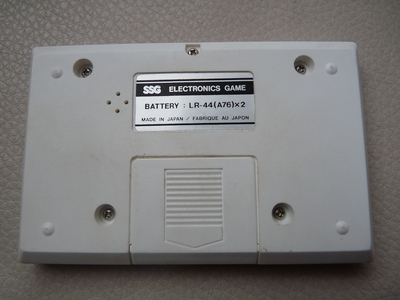 SSG ELECTRONICS GAME
BATTERY : LR-44(A76)×2
MADE IN JAPAN / FABRIQUE AU JAPON